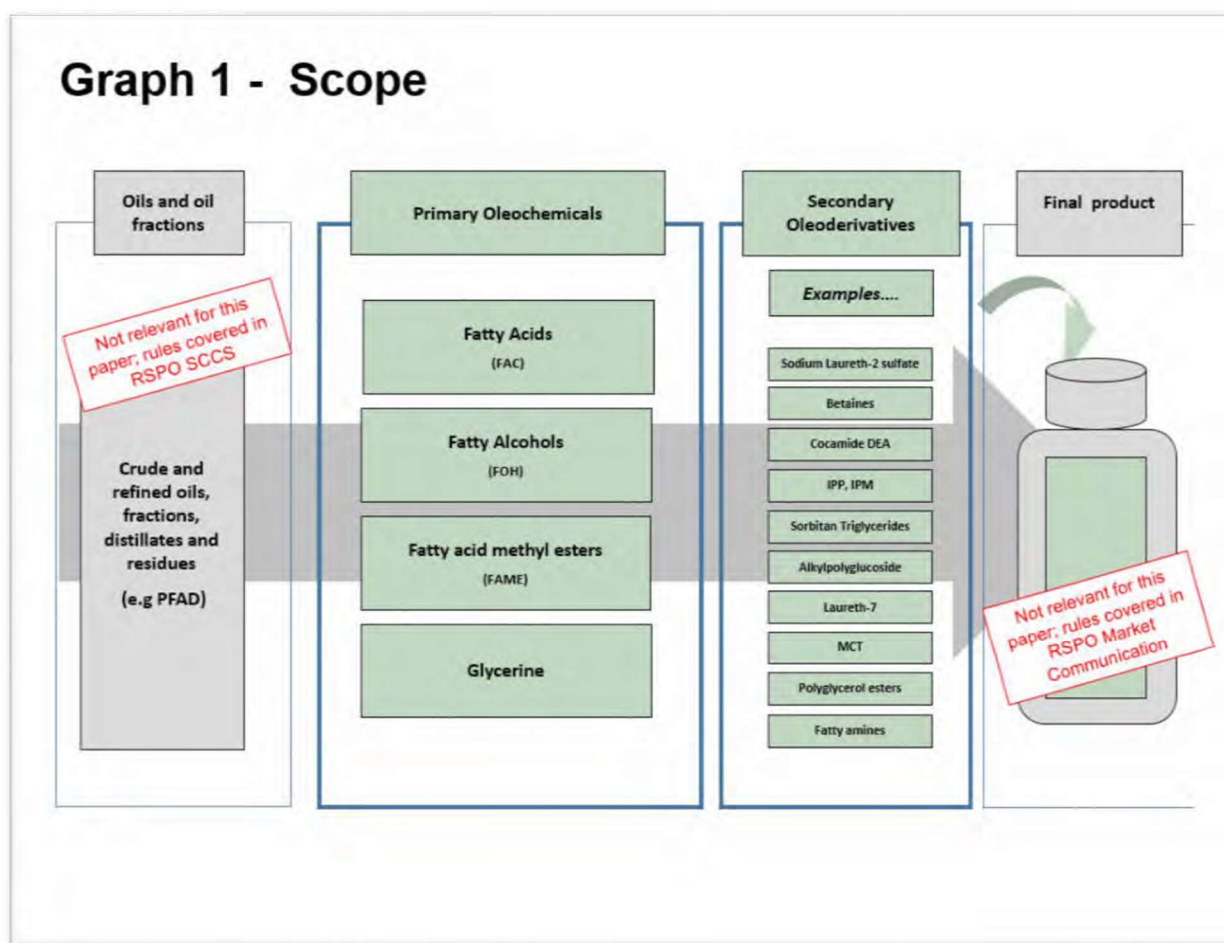 Graph 1 - Scope
Oils and oil
fractions
Not relevant for this
paper; rules covered in
RSPO SCCS
Crude and
refined oils,
fractions,
distillates and
residues
(e.g PFAD)
Primary Oleochemicals
Fatty Acids
(FAC)
Fatty Alcohols
(FOH)
Fatty acid methyl esters
(FAME)
Glycerine
Secondary
Oleoderivatives
Examples....
Sodium Laureth-2 sulfate
Betaines
Cocamide DEA
IPP, IPM
Sorbitan Triglycerides
Alkylpolyglucoside
Laureth-7
MCT
Polyglycerol esters
Fatty amines
Final product
Not relevant for this
paper; rules covered in
RSPO Market
Communication